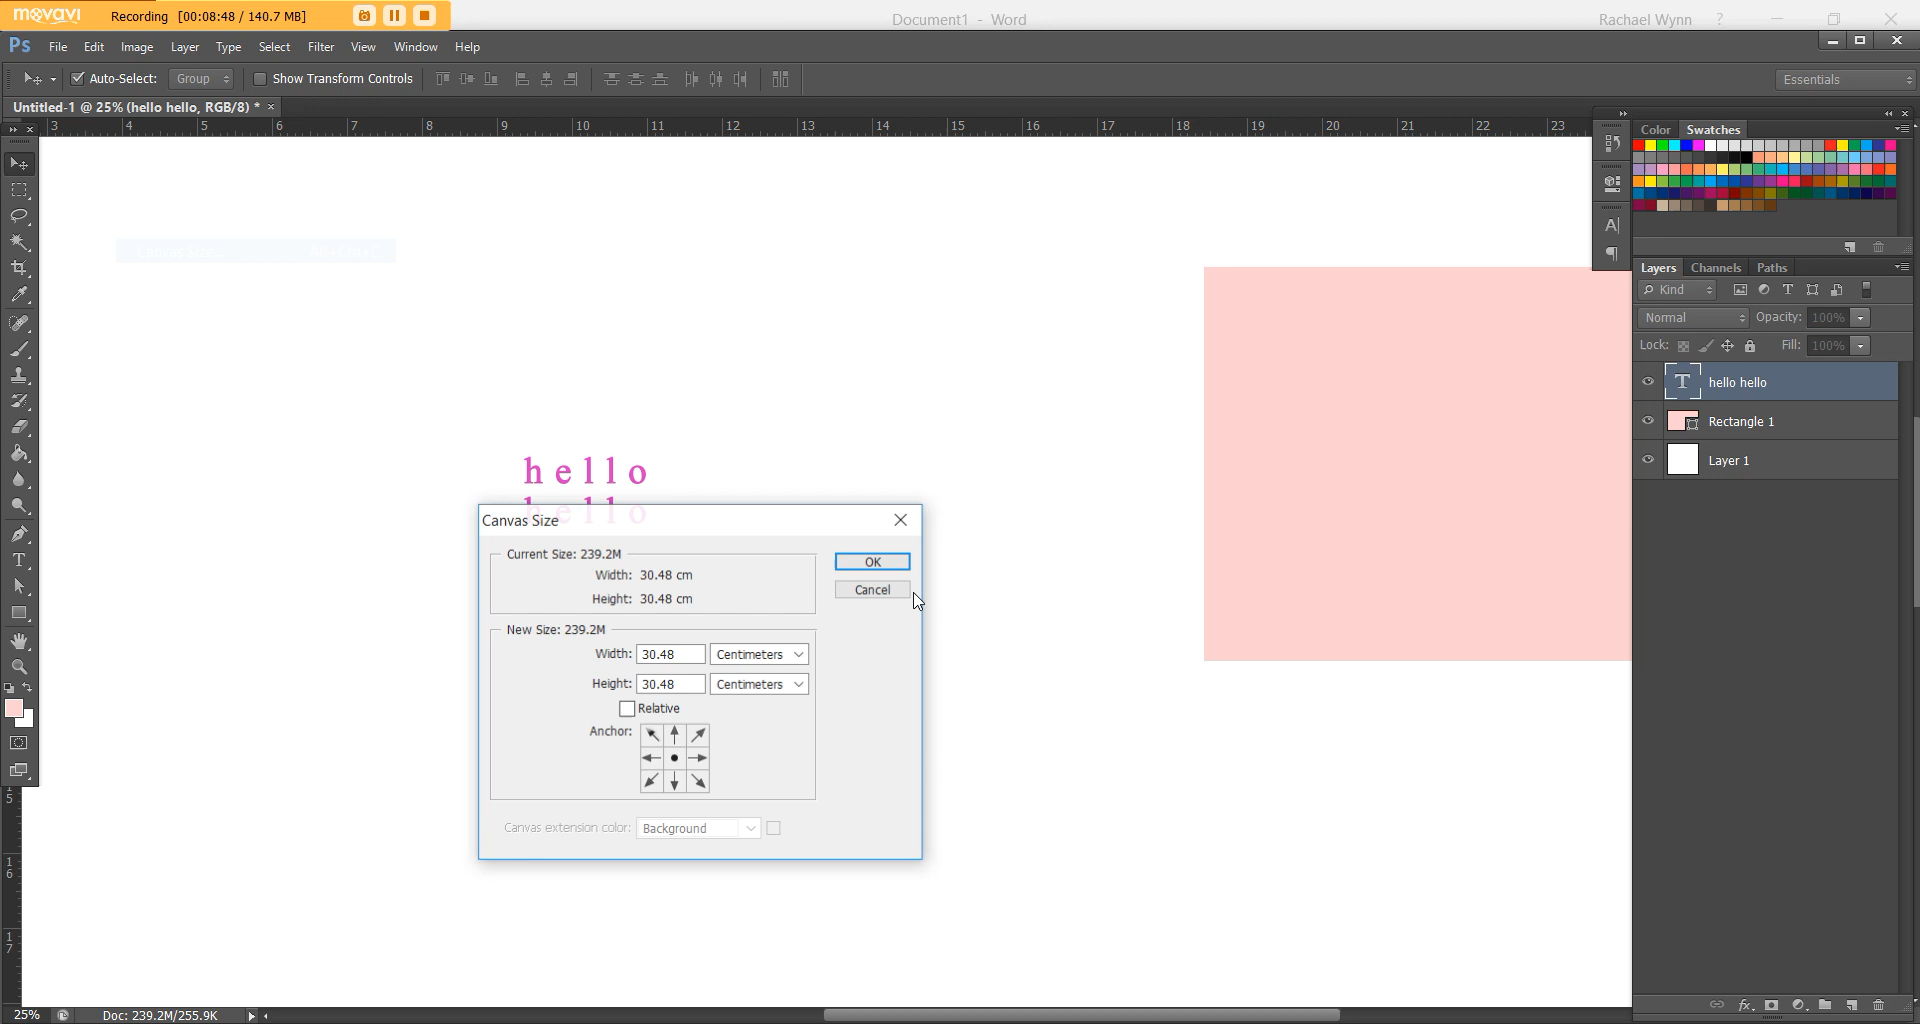 movavi Recording [00:08:48 / 140.7 MB]
Document1 - Word
Rachael Wynn ?
Ps File Edit Image Layer Type Select Filter View Window Help
Auto-Select: Group Show Transform Controls
Essentials
Untitled-1 @ 25% (hello hello, RGB/8) * ×
3 4 5 6 7 8 9 10 11 12 13 14 15 16 17 18 19 20 21 22 23
Color Swatches
Layers Channels Paths
Kind
Normal Opacity: 100%
Lock: Fill: 100%
T hello hello
Rectangle 1
Layer 1
hello
hello
Canvas Size
Current Size: 239.2M
Width: 30.48 cm
Height: 30.48 cm
OK
Cancel
New Size: 239.2M
Width: 30.48 Centimeters
Height: 30.48 Centimeters
Relative
Anchor:
Canvas extension color: Background
5
1
6
1
7
25% Doc: 239.2M/255.9K